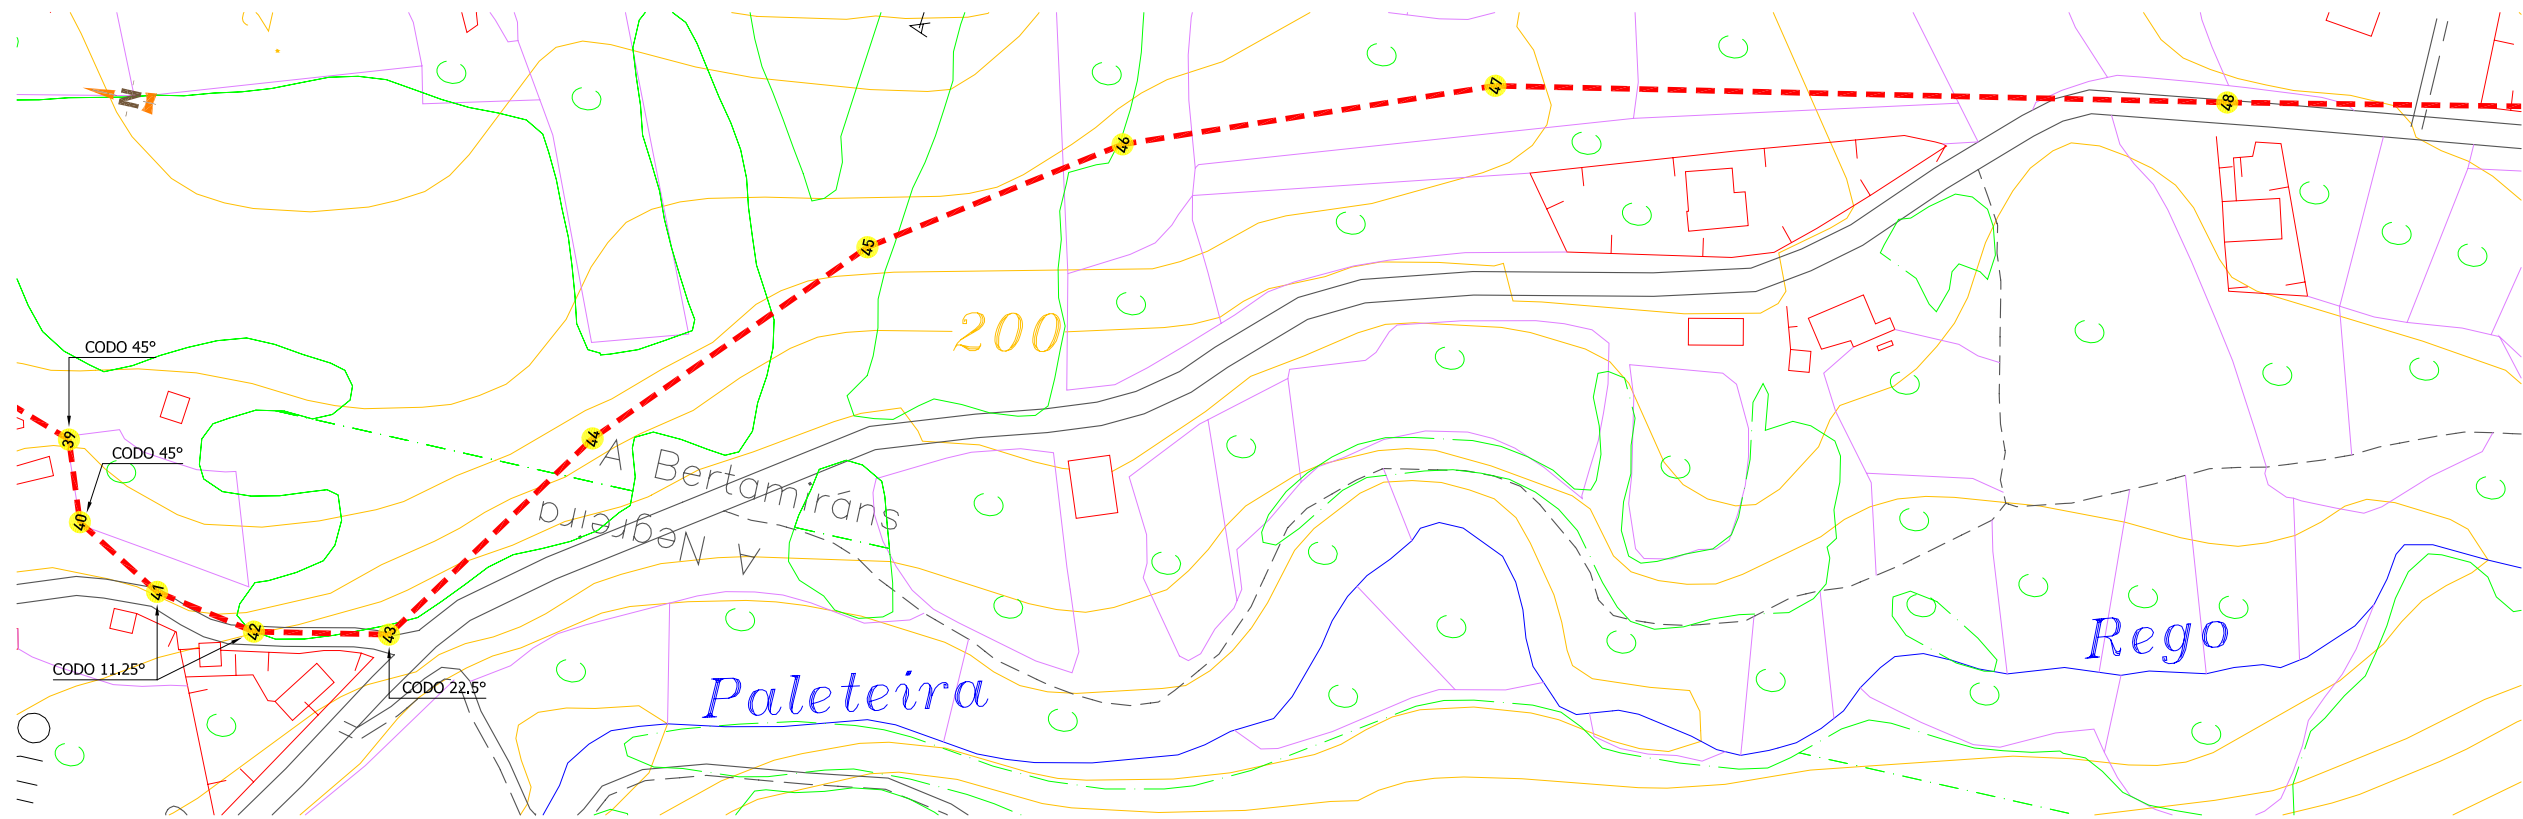 A
N
47
48
46
45
200
CODO 45°
39
CODO 45°
44
A Bertamiráns
A Negreira
40
41
42
43
CODO 11.25°
CODO 22.5°
Paleteira
Rego